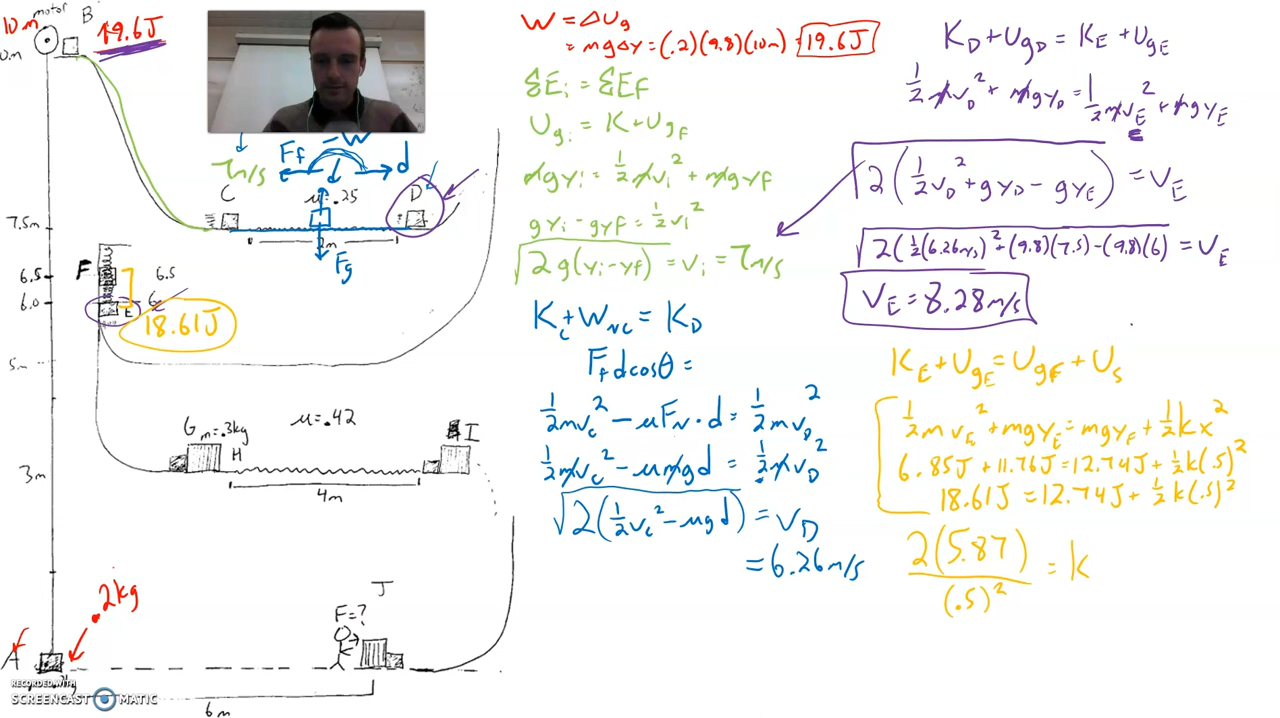 10 m motor B
19.6 J
10.m
7 m/s
Ff -W d
C μ=.25 D
7.5m
2m
Fg
F
6.5 6.5
6.0
E
18.61J
5m
G m=.3kg μ=.42
H I
3m
4m
.2kg
J
F=?
A
6m
RECORDED WITH
SCREENCAST MATIC
W = ΔUg
= mgΔy = (.2)(9.8)(10m) = 19.6J
ΣEi = ΣEf
Ugi = K + Ugf
mgyi = 1/2 mvi² + mgyf
gyi - gyf = 1/2 vi²
√2g(yi-yf) = vi = 7m/s
Kc + Wnc = KD
Ff d cosθ =
1/2 mvc² - μFN·d = 1/2 mvD²
1/2 mvc² - μmgd = 1/2 mvD²
√2(1/2 vc² - μgd) = vD
= 6.26m/s
KD + UgD = KE + UgE
1/2 mvD² + mgyD = 1/2 mvE² + mgyE
√2(1/2 vD² + gyD - gyE) = vE
√2(1/2(6.26m/s)² + (9.8)(7.5) - (9.8)(6) = vE
vE = 8.28m/s
KE + UgE = UgF + Us
1/2 mvE² + mgyE = mgyF + 1/2 kx²
6.85J + 11.76J = 12.74J + 1/2 k(.5)²
18.61J = 12.74J + 1/2 k(.5)²
2(5.87)/(.5)² = k